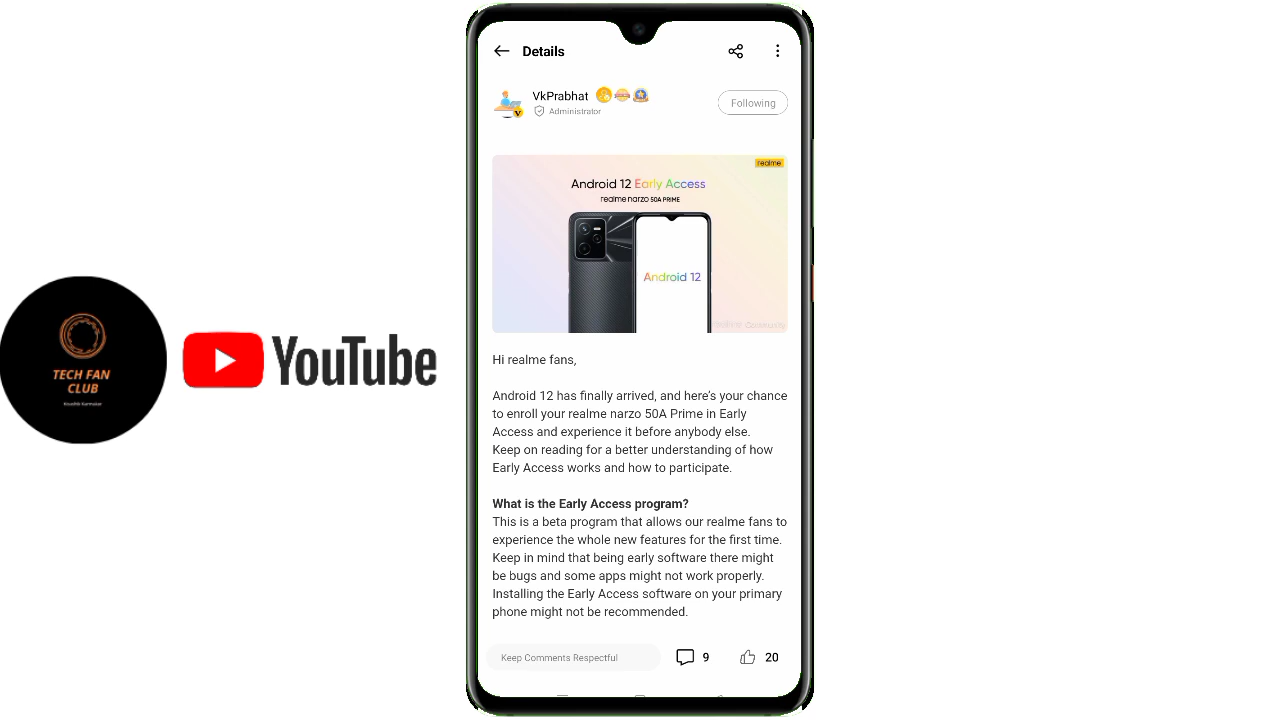 Details
VkPrabhat
Administrator
Following
realme
Android 12 Early Access
realme narzo 50A PRIME
Android 12
Hi realme fans,
Android 12 has finally arrived, and here's your chance
to enroll your realme narzo 50A Prime in Early
Access and experience it before anybody else.
Keep on reading for a better understanding of how
Early Access works and how to participate.
What is the Early Access program?
This is a beta program that allows our realme fans to
experience the whole new features for the first time.
Keep in mind that being early software there might
be bugs and some apps might not work properly.
Installing the Early Access software on your primary
phone might not be recommended.
Keep Comments Respectful
9
20
TECH FAN
CLUB
YouTube